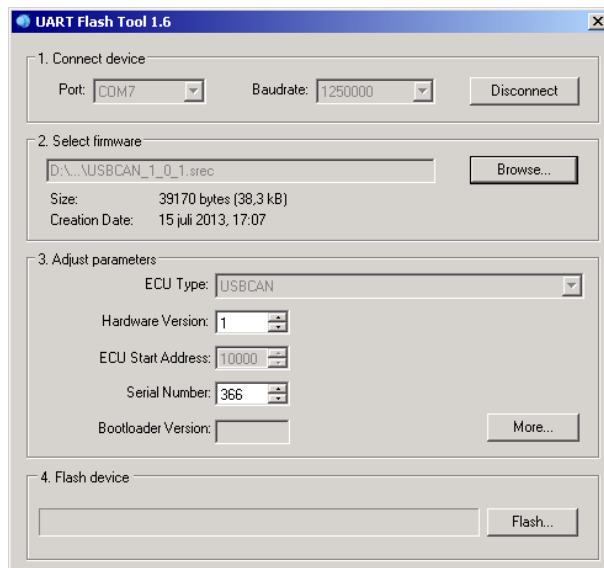 UART Flash Tool 1.6
1. Connect device
Port: COM7 Baudrate: 1250000 Disconnect
2. Select firmware
D:\...\USBCAN_1_0_1.srec Browse...
Size: 39170 bytes (38,3 kB)
Creation Date: 15 juli 2013, 17:07
3. Adjust parameters
ECU Type: USBCAN
Hardware Version: 1
ECU Start Address: 10000
Serial Number: 366
Bootloader Version: More...
4. Flash device
Flash...